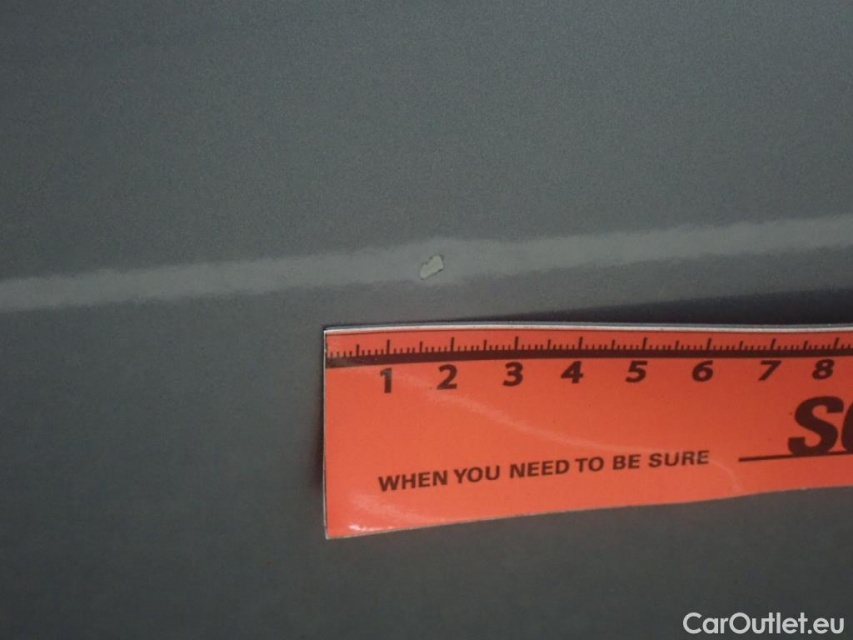 1 2 3 4 5 6 7 8
WHEN YOU NEED TO BE SURE
CarOutlet.eu